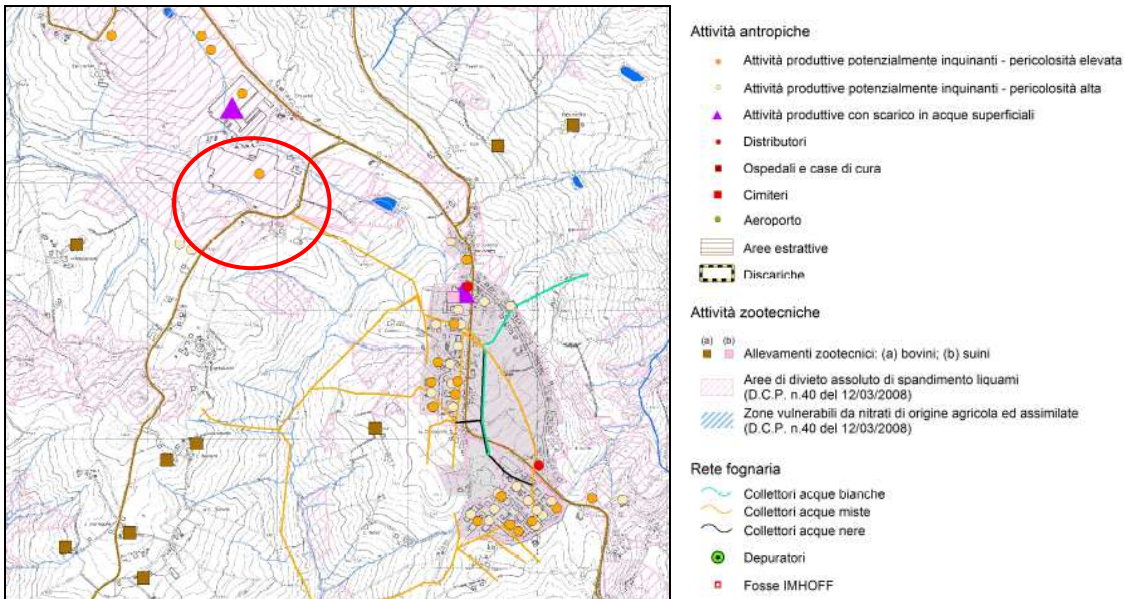 Attività antropiche
Attività produttive potenzialmente inquinanti - pericolosità elevata
Attività produttive potenzialmente inquinanti - pericolosità alta
Attività produttive con scarico in acque superficiali
Distributori
Ospedali e case di cura
Cimiteri
Aeroporto
Aree estrattive
Discariche
Attività zootecniche
(a) (b)
Allevamenti zootecnici: (a) bovini; (b) suini
Aree di divieto assoluto di spandimento liquami
(D.C.P. n.40 del 12/03/2008)
Zone vulnerabili da nitrati di origine agricola ed assimilate
(D.C.P. n.40 del 12/03/2008)
Rete fognaria
Collettori acque bianche
Collettori acque miste
Collettori acque nere
Depuratori
Fosse IMHOFF